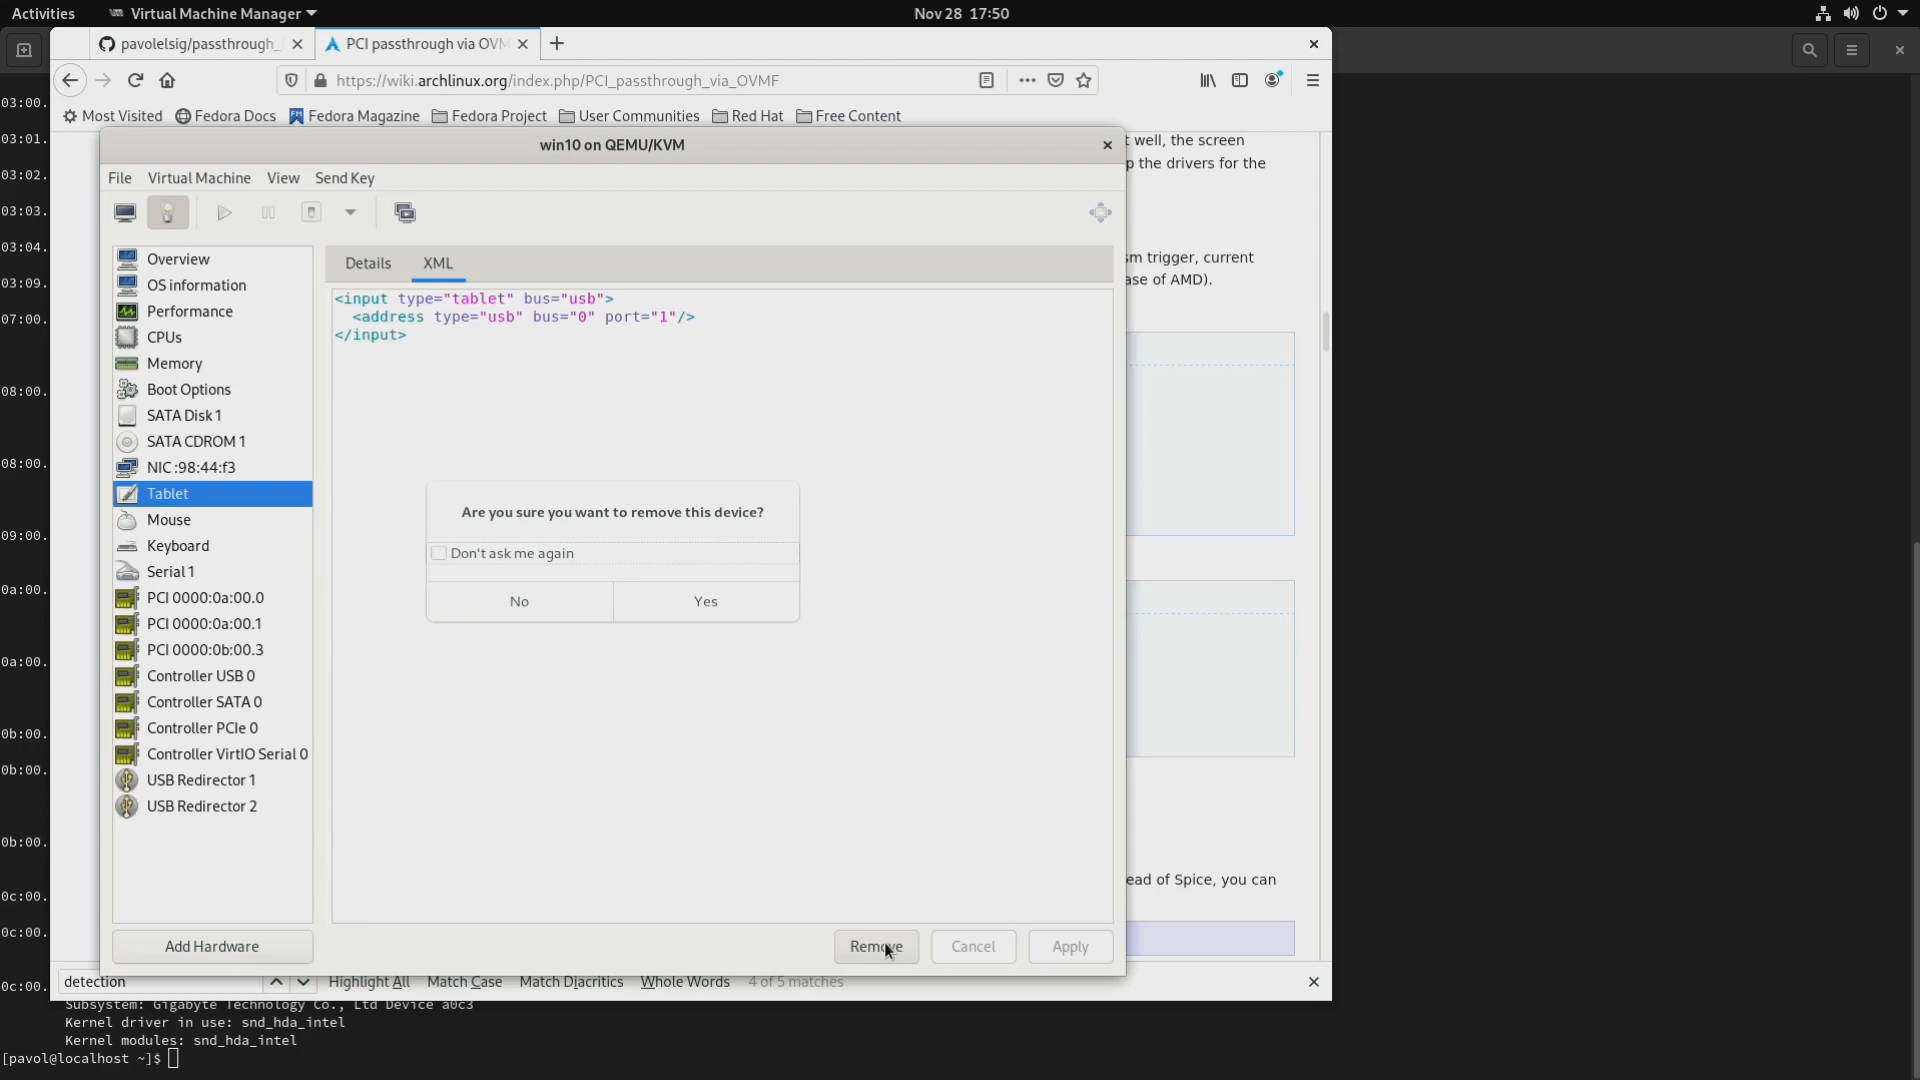 Activities
Virtual Machine Manager
Nov 28 17:50
pavolelsig/passthrough_
PCI passthrough via OVM
https://wiki.archlinux.org/index.php/PCI_passthrough_via_OVMF
Most Visited
Fedora Docs
Fedora Magazine
Fedora Project
User Communities
Red Hat
Free Content
03:00.
03:01.
03:02.
03:03.
03:04.
03:09.
07:00.
08:00.
08:00.
09:00.
0a:00.
0a:00.
0b:00.
0b:00.
0b:00.
0c:00.
0c:00.
0c:00.
win10 on QEMU/KVM
File
Virtual Machine
View
Send Key
Overview
OS information
Performance
CPUs
Memory
Boot Options
SATA Disk 1
SATA CDROM 1
NIC :98:44:f3
Tablet
Mouse
Keyboard
Serial 1
PCI 0000:0a:00.0
PCI 0000:0a:00.1
PCI 0000:0b:00.3
Controller USB 0
Controller SATA 0
Controller PCIe 0
Controller VirtIO Serial 0
USB Redirector 1
USB Redirector 2
Add Hardware
Details
XML
<input type="tablet" bus="usb">
<address type="usb" bus="0" port="1"/>
</input>
Are you sure you want to remove this device?
Don't ask me again
No
Yes
Remove
Cancel
Apply
t well, the screen
p the drivers for the
sm trigger, current
ase of AMD).
ead of Spice, you can
detection
Highlight All
Match Case
Match Diacritics
Whole Words
4 of 5 matches
Subsystem: Gigabyte Technology Co., Ltd Device a0c3
Kernel driver in use: snd_hda_intel
Kernel modules: snd_hda_intel
[pavol@localhost ~]$